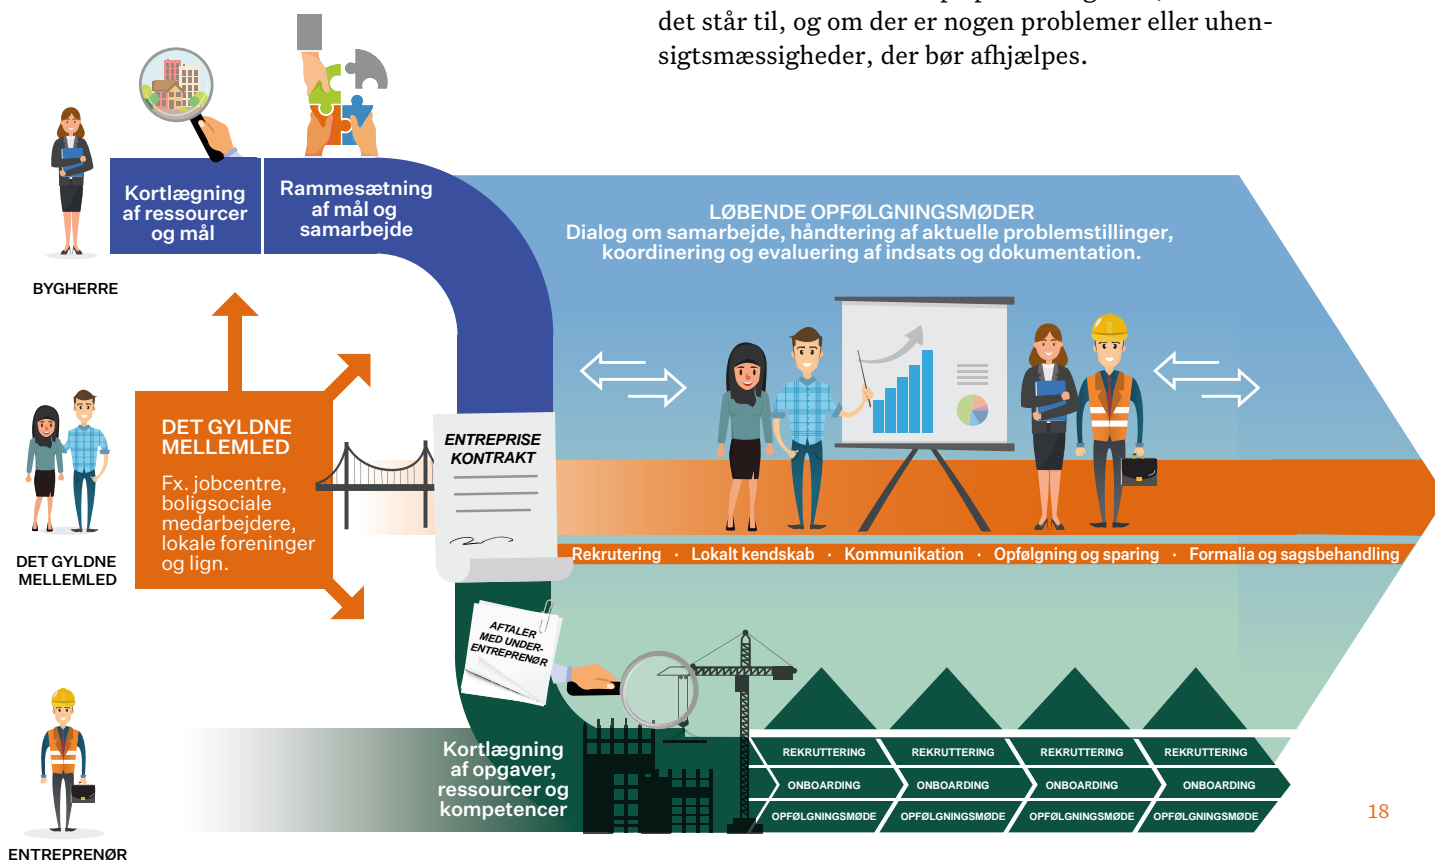 det står til, og om der er nogen problemer eller uhen-
sigtsmæssigheder, der bør afhjælpes.
Kortlægning
af ressourcer
og mål
Rammesætning
af mål og
samarbejde
LØBENDE OPFØLGNINGSMØDER
Dialog om samarbejde, håndtering af aktuelle problemstillinger,
koordinering og evaluering af indsats og dokumentation.
BYGHERRE
DET GYLDNE
MELLEMLED
Fx. jobcentre,
boligsociale
medarbejdere,
lokale foreninger
og lign.
ENTREPRISE
KONTRAKT
DET GYLDNE
MELLEMLED
Rekrutering · Lokalt kendskab · Kommunikation · Opfølgning og sparing · Formalia og sagsbehandling
AFTALER
MED UNDER-
ENTREPRENØR
Kortlægning
af opgaver,
ressourcer og
kompetencer
REKRUTTERING REKRUTTERING REKRUTTERING REKRUTTERING
ONBOARDING ONBOARDING ONBOARDING ONBOARDING
OPFØLGNINGSMØDE OPFØLGNINGSMØDE OPFØLGNINGSMØDE OPFØLGNINGSMØDE
ENTREPRENØR
18